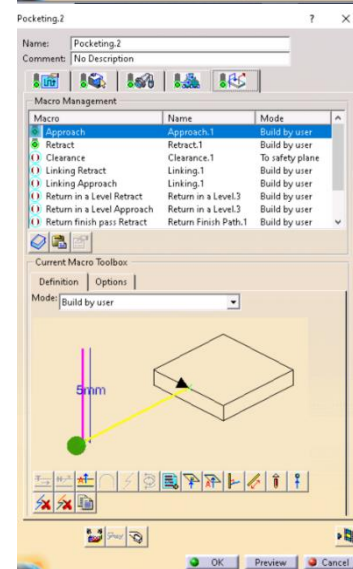 Pocketing.2 ? X
Name: Pocketing.2
Comment: No Description
Macro Management
Macro Name Mode
Approach Approach.1 Build by user
Retract Retract.1 Build by user
Clearance Clearance.1 To safety plane
Linking Retract Linking.1 Build by user
Linking Approach Linking.1 Build by user
Return in a Level Retract Return in a Level.3 Build by user
Return in a Level Approach Return in a Level.3 Build by user
Return finish pass Retract Return Finish Path.1 Build by user
Current Macro Toolbox
Definition Options
Mode: Build by user
5mm
OK Preview Cancel